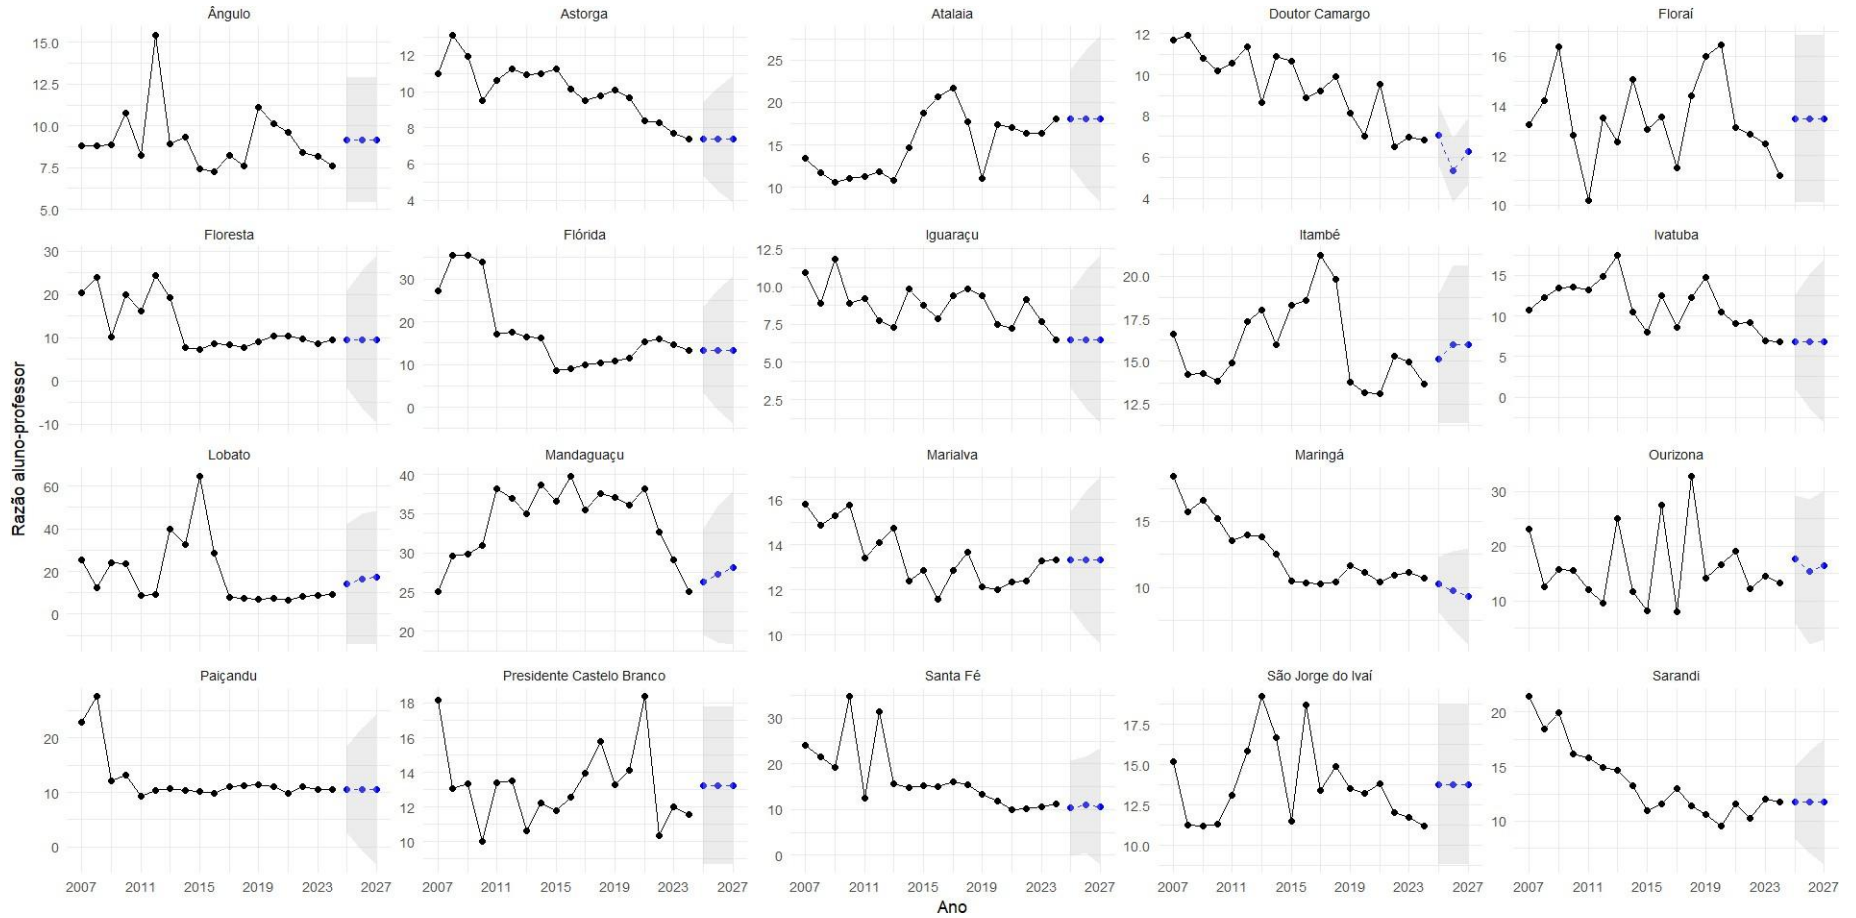 Ângulo Astorga Atalaia Doutor Camargo Floraí
15.0 12.5 10.0 7.5 5.0
12 10 8 6 4
25 20 15 10
12 10 8 6 4
16 14 12 10
Floresta Flórida Iguaraçu Itambé Ivatuba
30 20 10 0 -10
30 20 10 0
12.5 10.0 7.5 5.0 2.5
20.0 17.5 15.0 12.5
15 10 5 0
Razão aluno-professor
Lobato Mandaguaçu Marialva Maringá Ourizona
60 40 20 0
40 35 30 25 20
16 14 12 10
15 10
30 20 10
Paiçandu Presidente Castelo Branco Santa Fé São Jorge do Ivaí Sarandi
20 10 0
18 16 14 12 10
30 20 10 0
17.5 15.0 12.5 10.0
20 15 10
2007 2011 2015 2019 2023 2027 2007 2011 2015 2019 2023 2027 2007 2011 2015 2019 2023 2027 2007 2011 2015 2019 2023 2027 2007 2011 2015 2019 2023 2027
Ano